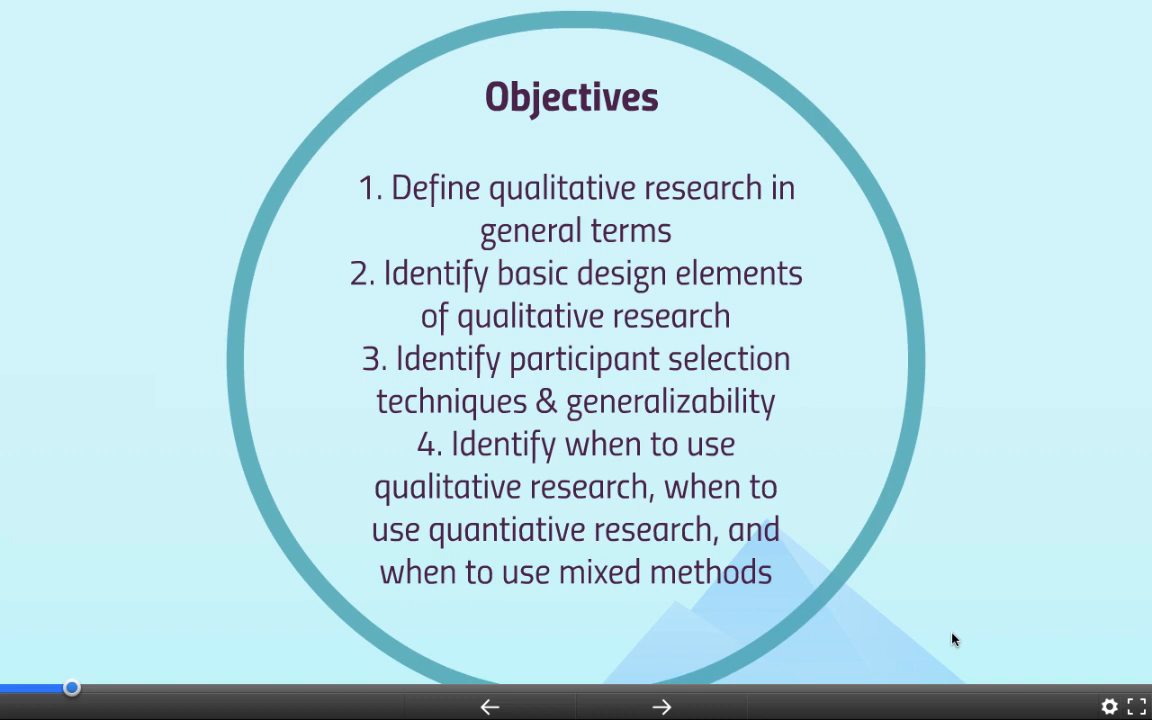 Objectives
1. Define qualitative research in
general terms
2. Identify basic design elements
of qualitative research
3. Identify participant selection
techniques & generalizability
4. Identify when to use
qualitative research, when to
use quantiative research, and
when to use mixed methods